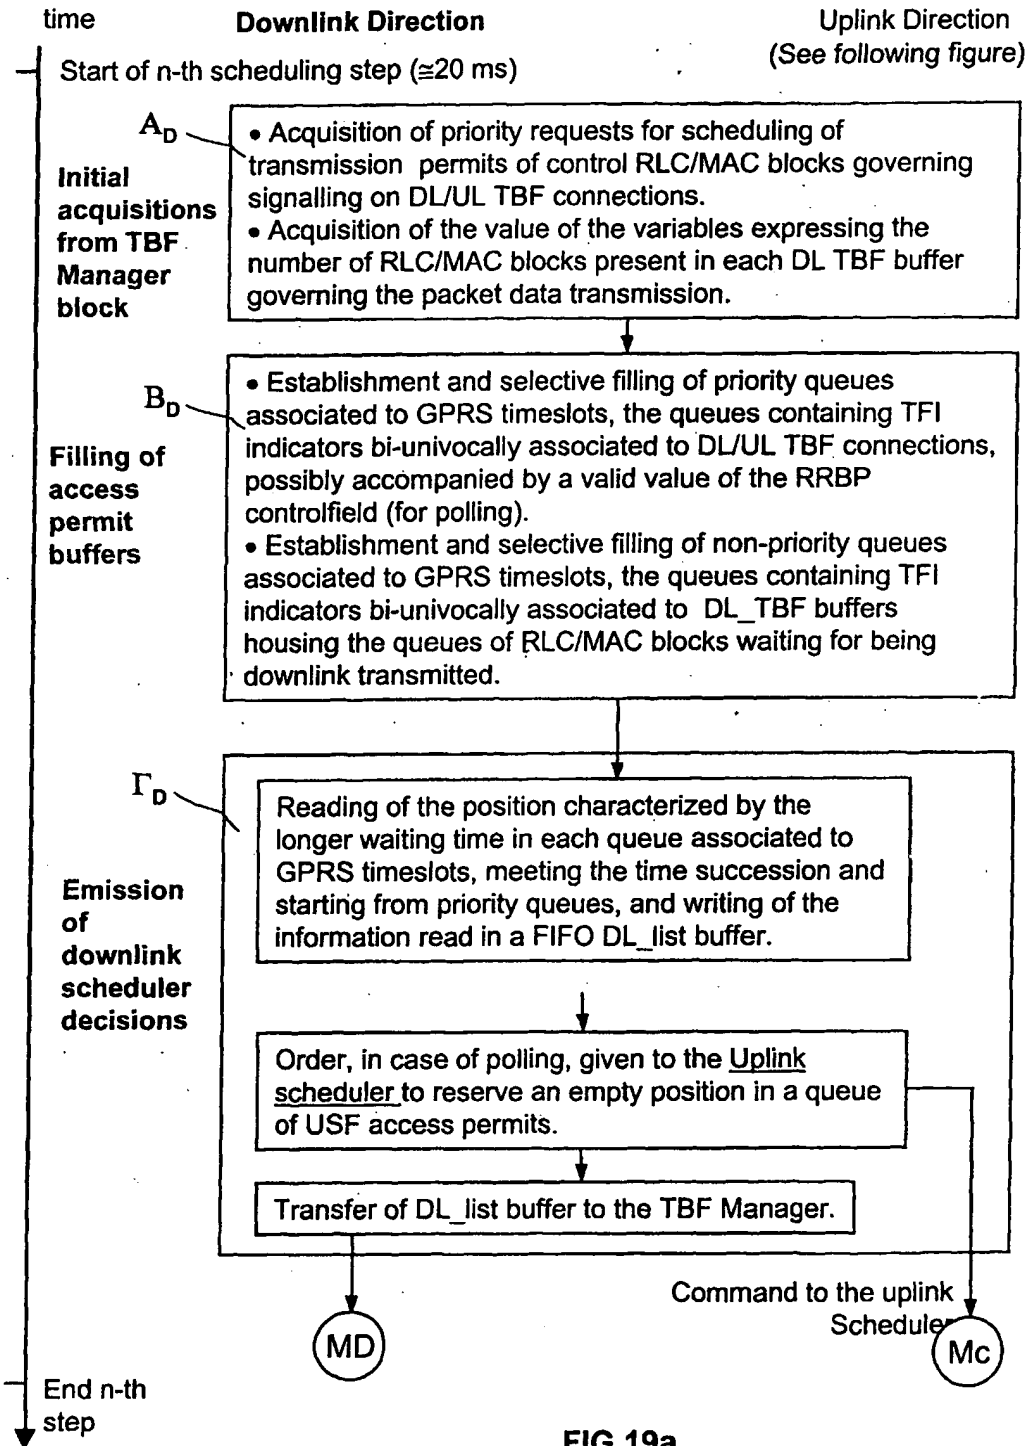 time
Downlink Direction
Uplink Direction
(See following figure)
Start of n-th scheduling step (≅20 ms)
A_D
Initial
acquisitions
from TBF
Manager
block
• Acquisition of priority requests for scheduling of
transmission permits of control RLC/MAC blocks governing
signalling on DL/UL TBF connections.
• Acquisition of the value of the variables expressing the
number of RLC/MAC blocks present in each DL TBF buffer
governing the packet data transmission.
B_D
Filling of
access
permit
buffers
• Establishment and selective filling of priority queues
associated to GPRS timeslots, the queues containing TFI
indicators bi-univocally associated to DL/UL TBF connections,
possibly accompanied by a valid value of the RRBP
controlfield (for polling).
• Establishment and selective filling of non-priority queues
associated to GPRS timeslots, the queues containing TFI
indicators bi-univocally associated to DL_TBF buffers
housing the queues of RLC/MAC blocks waiting for being
downlink transmitted.
Γ_D
Emission
of
downlink
scheduler
decisions
Reading of the position characterized by the
longer waiting time in each queue associated to
GPRS timeslots, meeting the time succession and
starting from priority queues, and writing of the
information read in a FIFO DL_list buffer.
Order, in case of polling, given to the Uplink
scheduler to reserve an empty position in a queue
of USF access permits.
Transfer of DL_list buffer to the TBF Manager.
Command to the uplink
Scheduler
MD
Mc
End n-th
step
FIG.19a